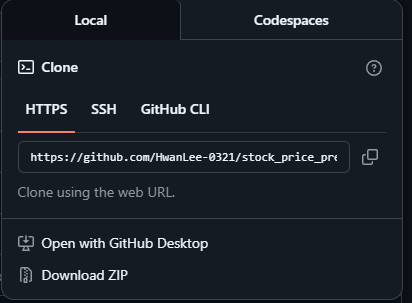 Local Codespaces
Clone
HTTPS SSH GitHub CLI
https://github.com/HwanLee-0321/stock_price_pre
Clone using the web URL.
Open with GitHub Desktop
Download ZIP